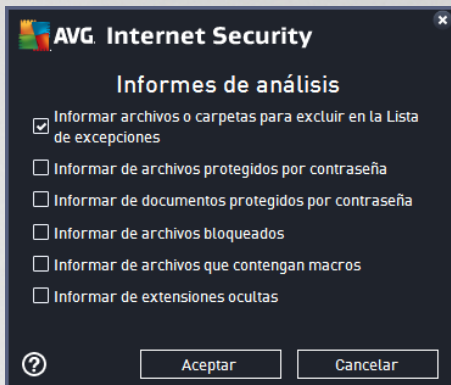 AVG Internet Security
Informes de análisis
Informar archivos o carpetas para excluir en la Lista
de excepciones
Informar de archivos protegidos por contraseña
Informar de documentos protegidos por contraseña
Informar de archivos bloqueados
Informar de archivos que contengan macros
Informar de extensiones ocultas
? Aceptar Cancelar